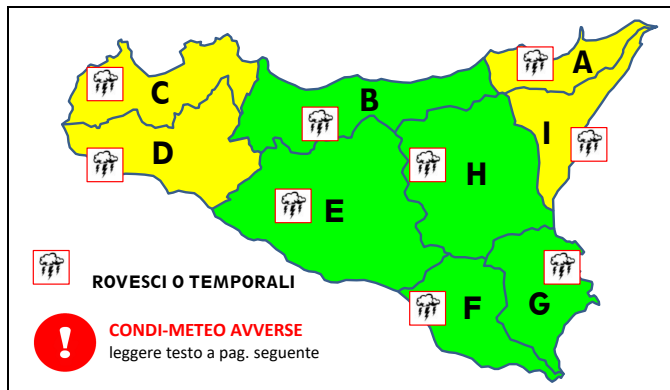 A
C
B
I
D
H
E
F
G
ROVESCI O TEMPORALI
!
CONDI-METEO AVVERSE
leggere testo a pag. seguente